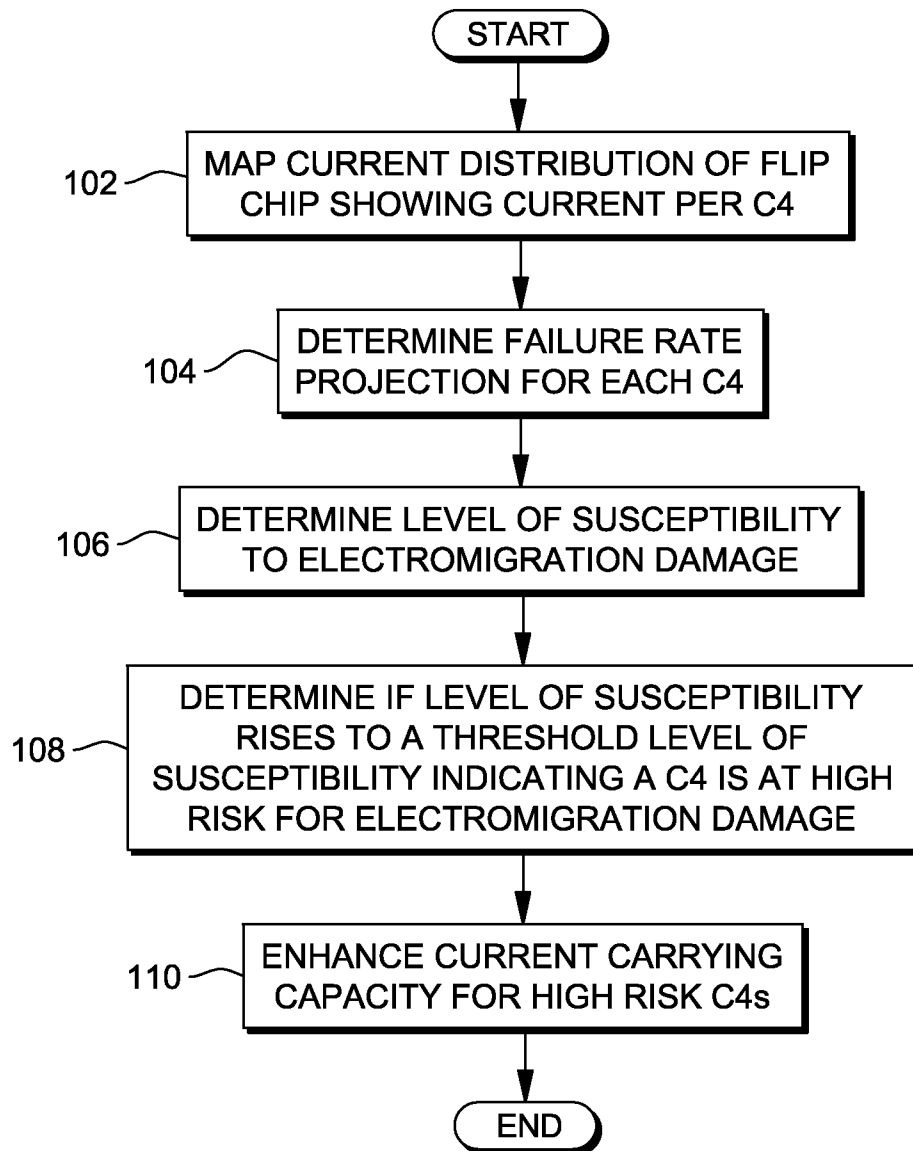 START
102
MAP CURRENT DISTRIBUTION OF FLIP
CHIP SHOWING CURRENT PER C4
104
DETERMINE FAILURE RATE
PROJECTION FOR EACH C4
106
DETERMINE LEVEL OF SUSCEPTIBILITY
TO ELECTROMIGRATION DAMAGE
108
DETERMINE IF LEVEL OF SUSCEPTIBILITY
RISES TO A THRESHOLD LEVEL OF
SUSCEPTIBILITY INDICATING A C4 IS AT HIGH
RISK FOR ELECTROMIGRATION DAMAGE
110
ENHANCE CURRENT CARRYING
CAPACITY FOR HIGH RISK C4s
END